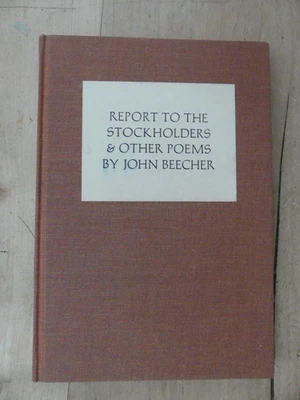 REPORT TO THE
STOCKHOLDERS
& OTHER POEMS
BY JOHN BEECHER